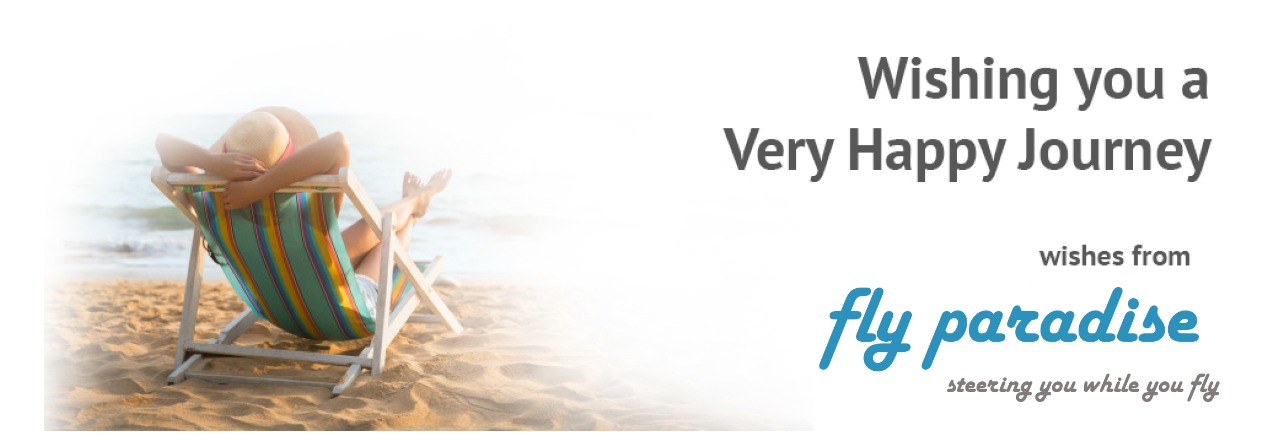 Wishing you a
Very Happy Journey
wishes from
fly paradise
steering you while you fly